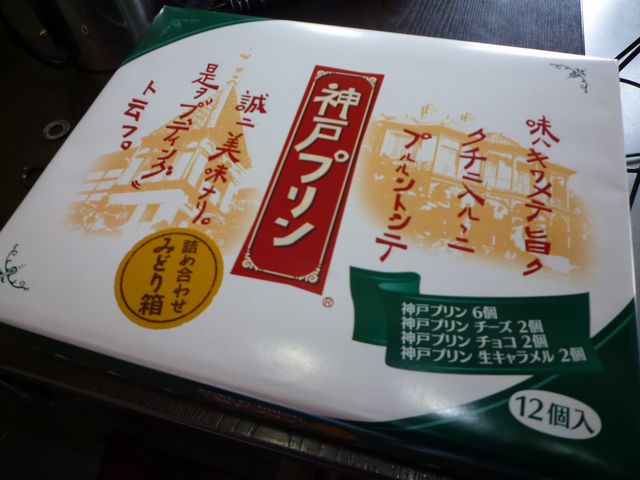 味ハキワメテ旨ク
クチニ入ルヽニ
プルルントシテ
神戸プリン
®
誠ニ美味ナリ。
是ヲプディング
ト云フ。
詰め合わせ
みどり箱
神戸プリン 6個
神戸プリン チーズ 2個
神戸プリン チョコ 2個
神戸プリン 生キャラメル 2個
12個入